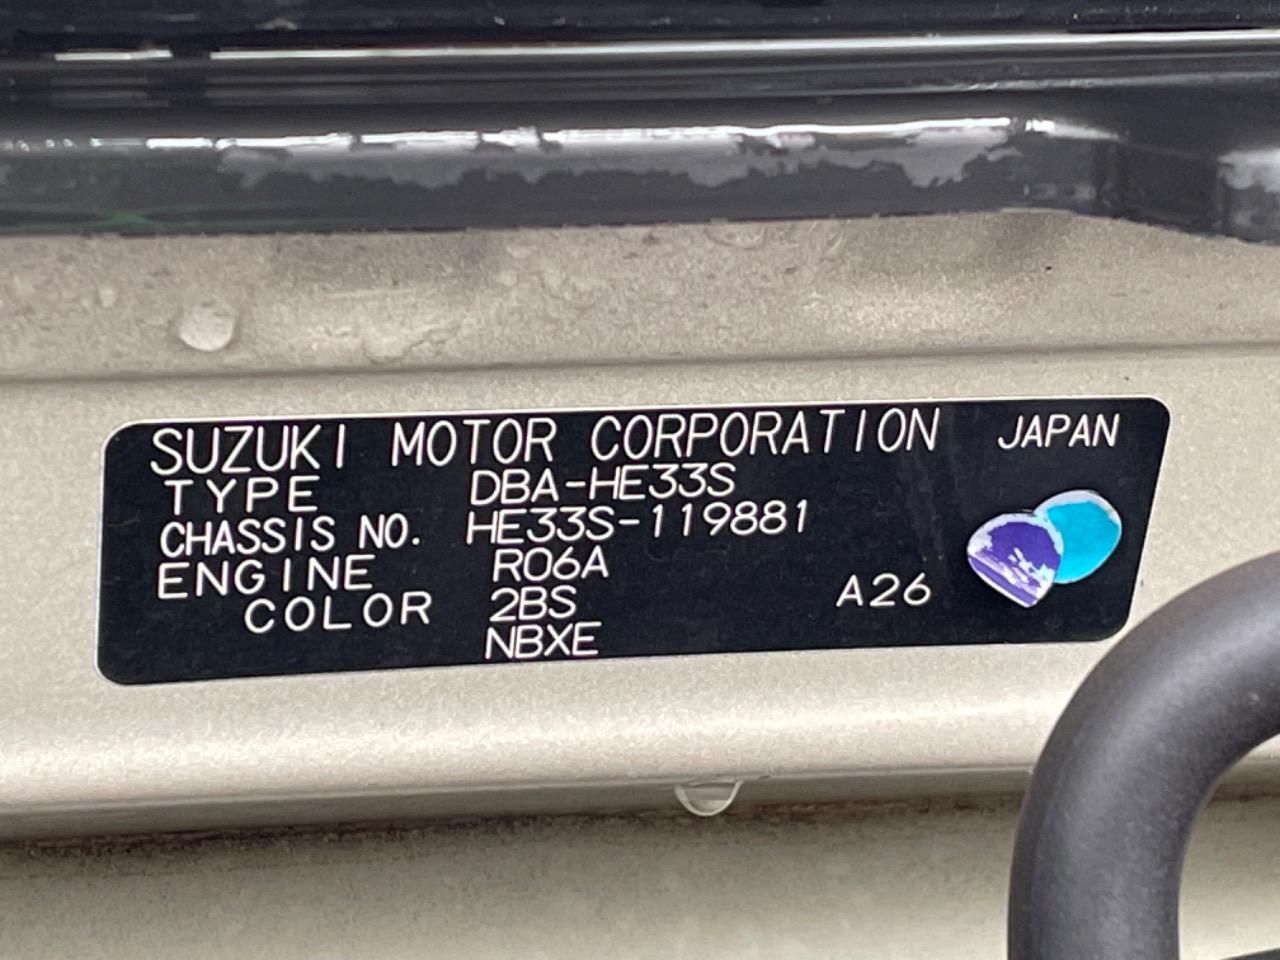 SUZUKI MOTOR CORPORATION JAPAN
TYPE DBA-HE33S
CHASSIS NO. HE33S-119881
ENGINE R06A
COLOR 2BS A26
NBXE